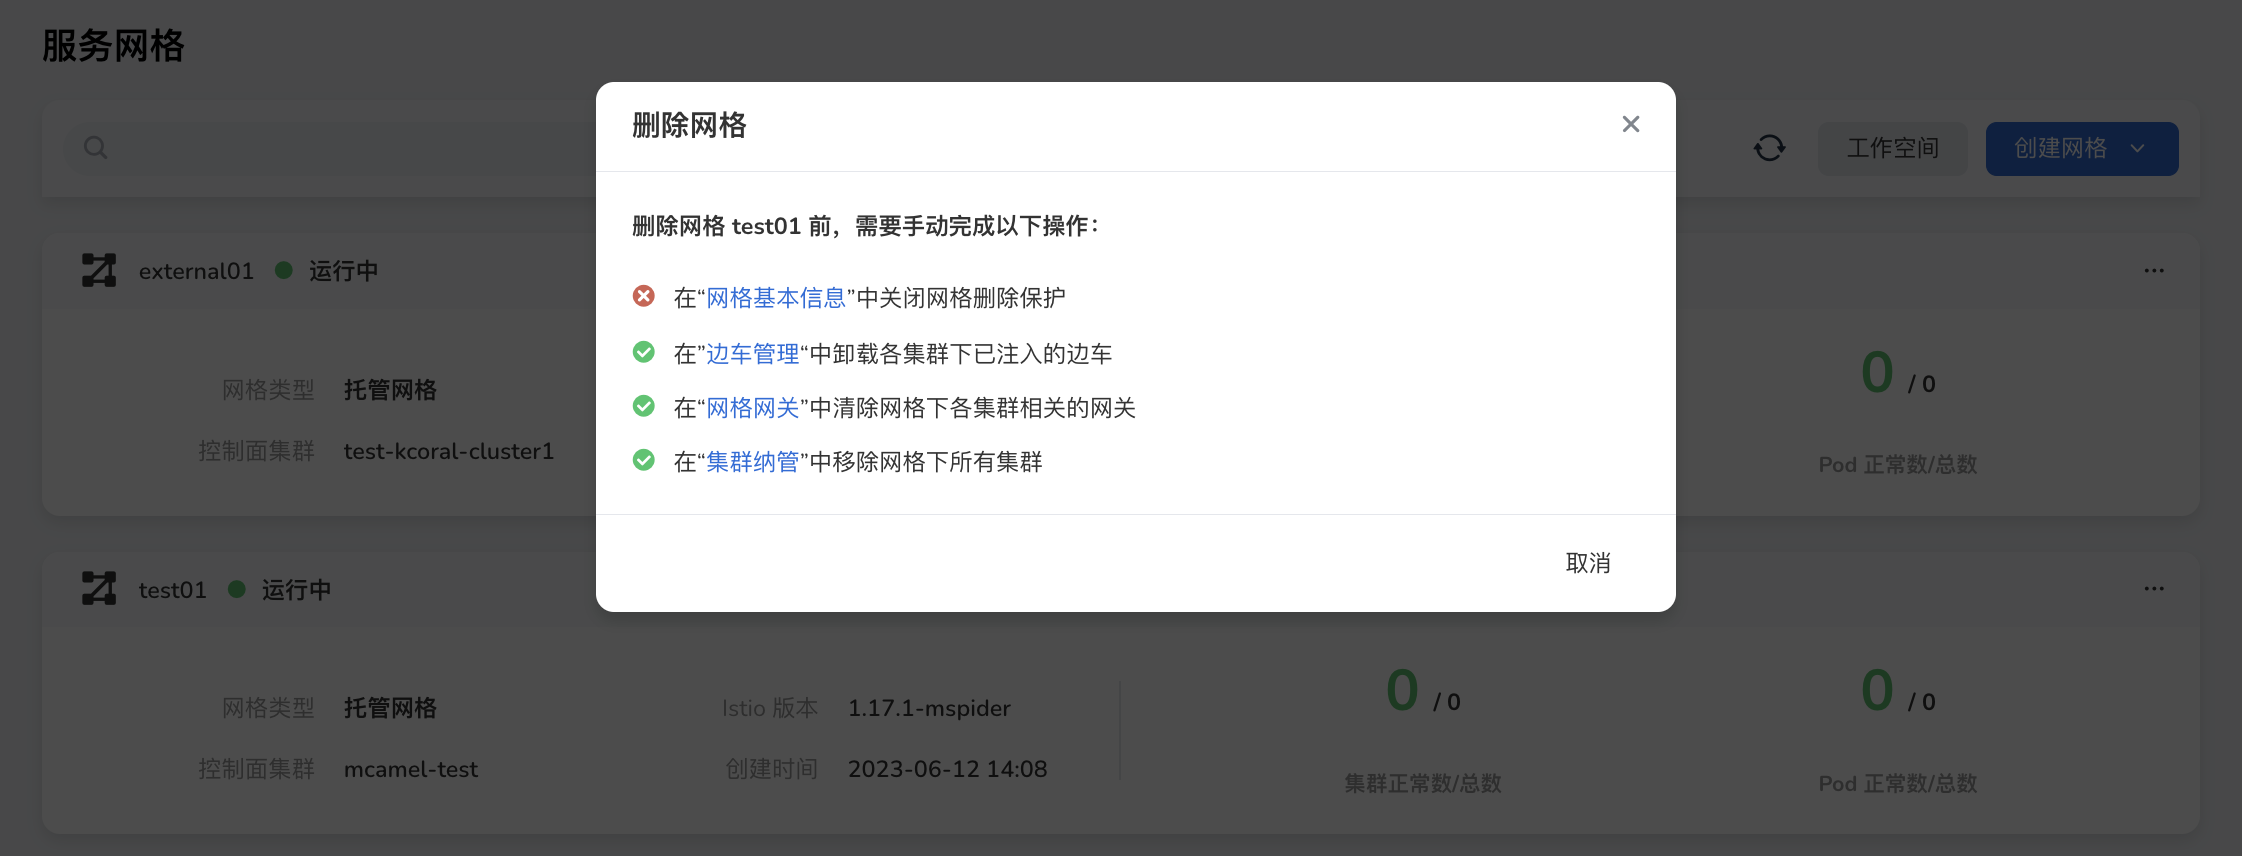 服务网格
工作空间
创建网格
删除网格
删除网格 test01 前，需要手动完成以下操作：
在“网格基本信息”中关闭网格删除保护
在”边车管理“中卸载各集群下已注入的边车
在“网格网关”中清除网格下各集群相关的网关
在“集群纳管”中移除网格下所有集群
取消
external01 运行中
网格类型 托管网格
控制面集群 test-kcoral-cluster1
0 / 0
Pod 正常数/总数
test01 运行中
网格类型 托管网格
控制面集群 mcamel-test
Istio 版本 1.17.1-mspider
创建时间 2023-06-12 14:08
0 / 0
集群正常数/总数
0 / 0
Pod 正常数/总数